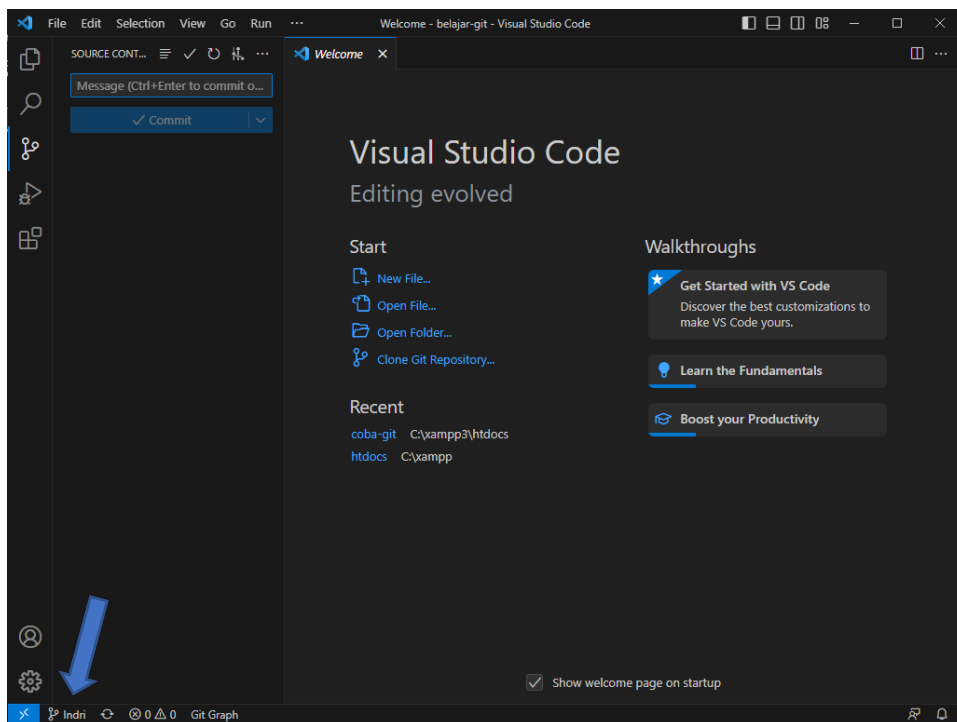 File Edit Selection View Go Run ··· Welcome - belajar-git - Visual Studio Code
SOURCE CONT... ···
Welcome
Message (Ctrl+Enter to commit o...
Commit
Visual Studio Code
Editing evolved
Start
New File...
Open File...
Open Folder...
Clone Git Repository...
Recent
coba-git C:\xampp3\htdocs
htdocs C:\xampp
Walkthroughs
Get Started with VS Code
Discover the best customizations to
make VS Code yours.
Learn the Fundamentals
Boost your Productivity
Show welcome page on startup
Indri 0 0 Git Graph